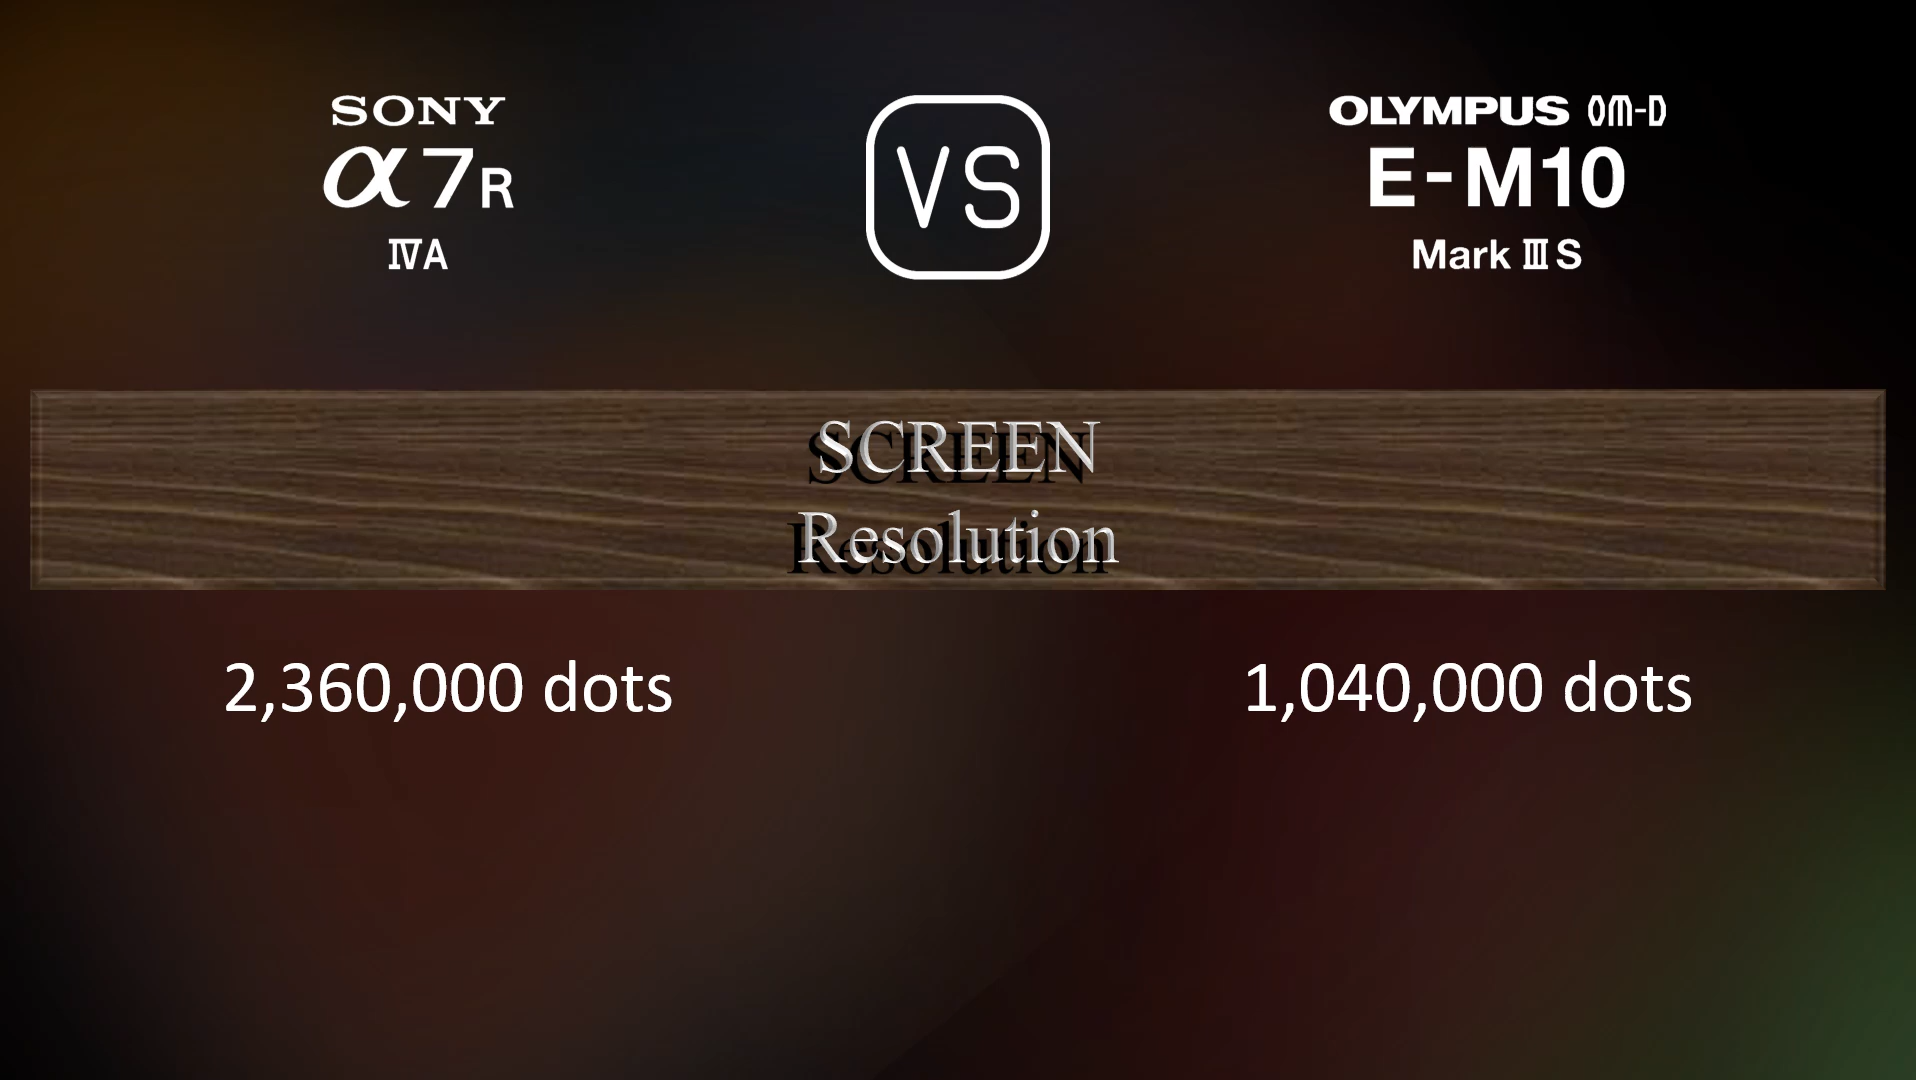 SONY
α7R
IVA
VS
OLYMPUS OM-D
E-M10
Mark III S
SCREEN
Resolution
2,360,000 dots
1,040,000 dots